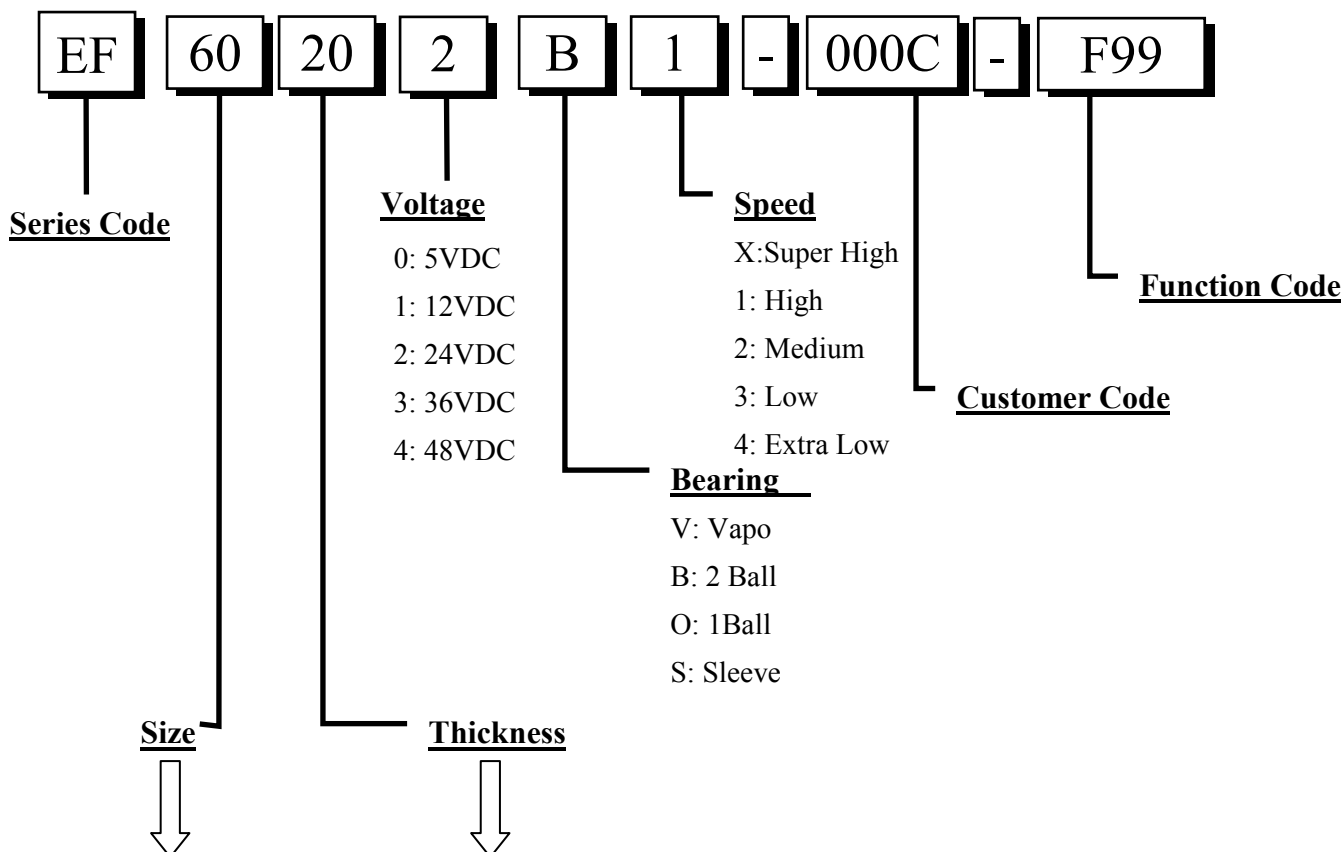 EF 60 20 2 B 1 - 000C - F99
Series Code
Voltage
0: 5VDC
1: 12VDC
2: 24VDC
3: 36VDC
4: 48VDC
Speed
X:Super High
1: High
2: Medium
3: Low
4: Extra Low
Function Code
Customer Code
Bearing
V: Vapo
B: 2 Ball
O: 1Ball
S: Sleeve
Size
Thickness